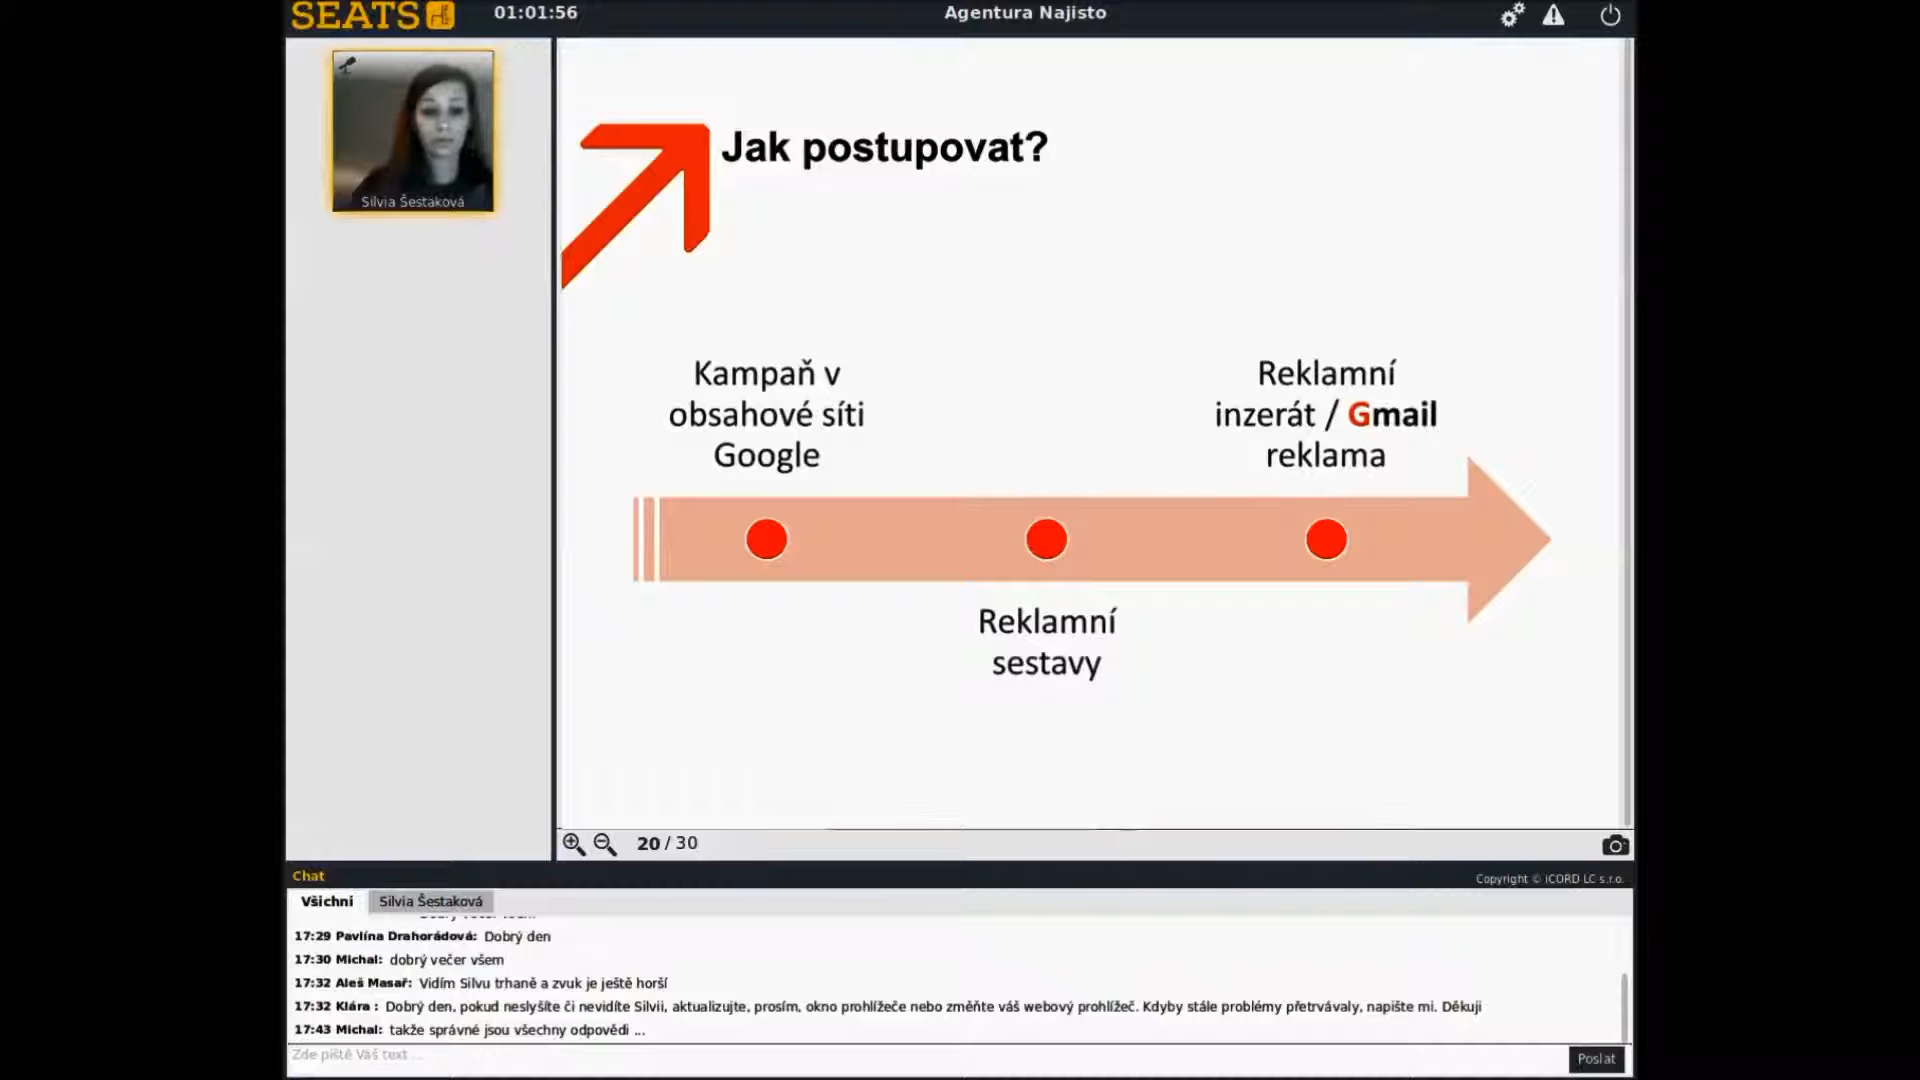 SEATS
01:01:56
Agentura Najisto
Silvia Šestaková
Jak postupovat?
Kampaň v
obsahové síti
Google
Reklamní
inzerát / Gmail
reklama
Reklamní
sestavy
20 / 30
Chat
Copyright © iCORD LC s.r.o.
Všichni
Silvia Šestaková
17:29 Pavlína Drahorádová: Dobrý den
17:30 Michal: dobrý večer všem
17:32 Aleš Masař: Vidím Silvu trhaně a zvuk je ještě horší
17:32 Klára : Dobrý den, pokud neslyšíte či nevidíte Silvii, aktualizujte, prosím, okno prohlížeče nebo změňte váš webový prohlížeč. Kdyby stále problémy přetrvávaly, napište mi. Děkuji
17:43 Michal: takže správné jsou všechny odpovědi ...
Zde piště Váš text ...
Poslat